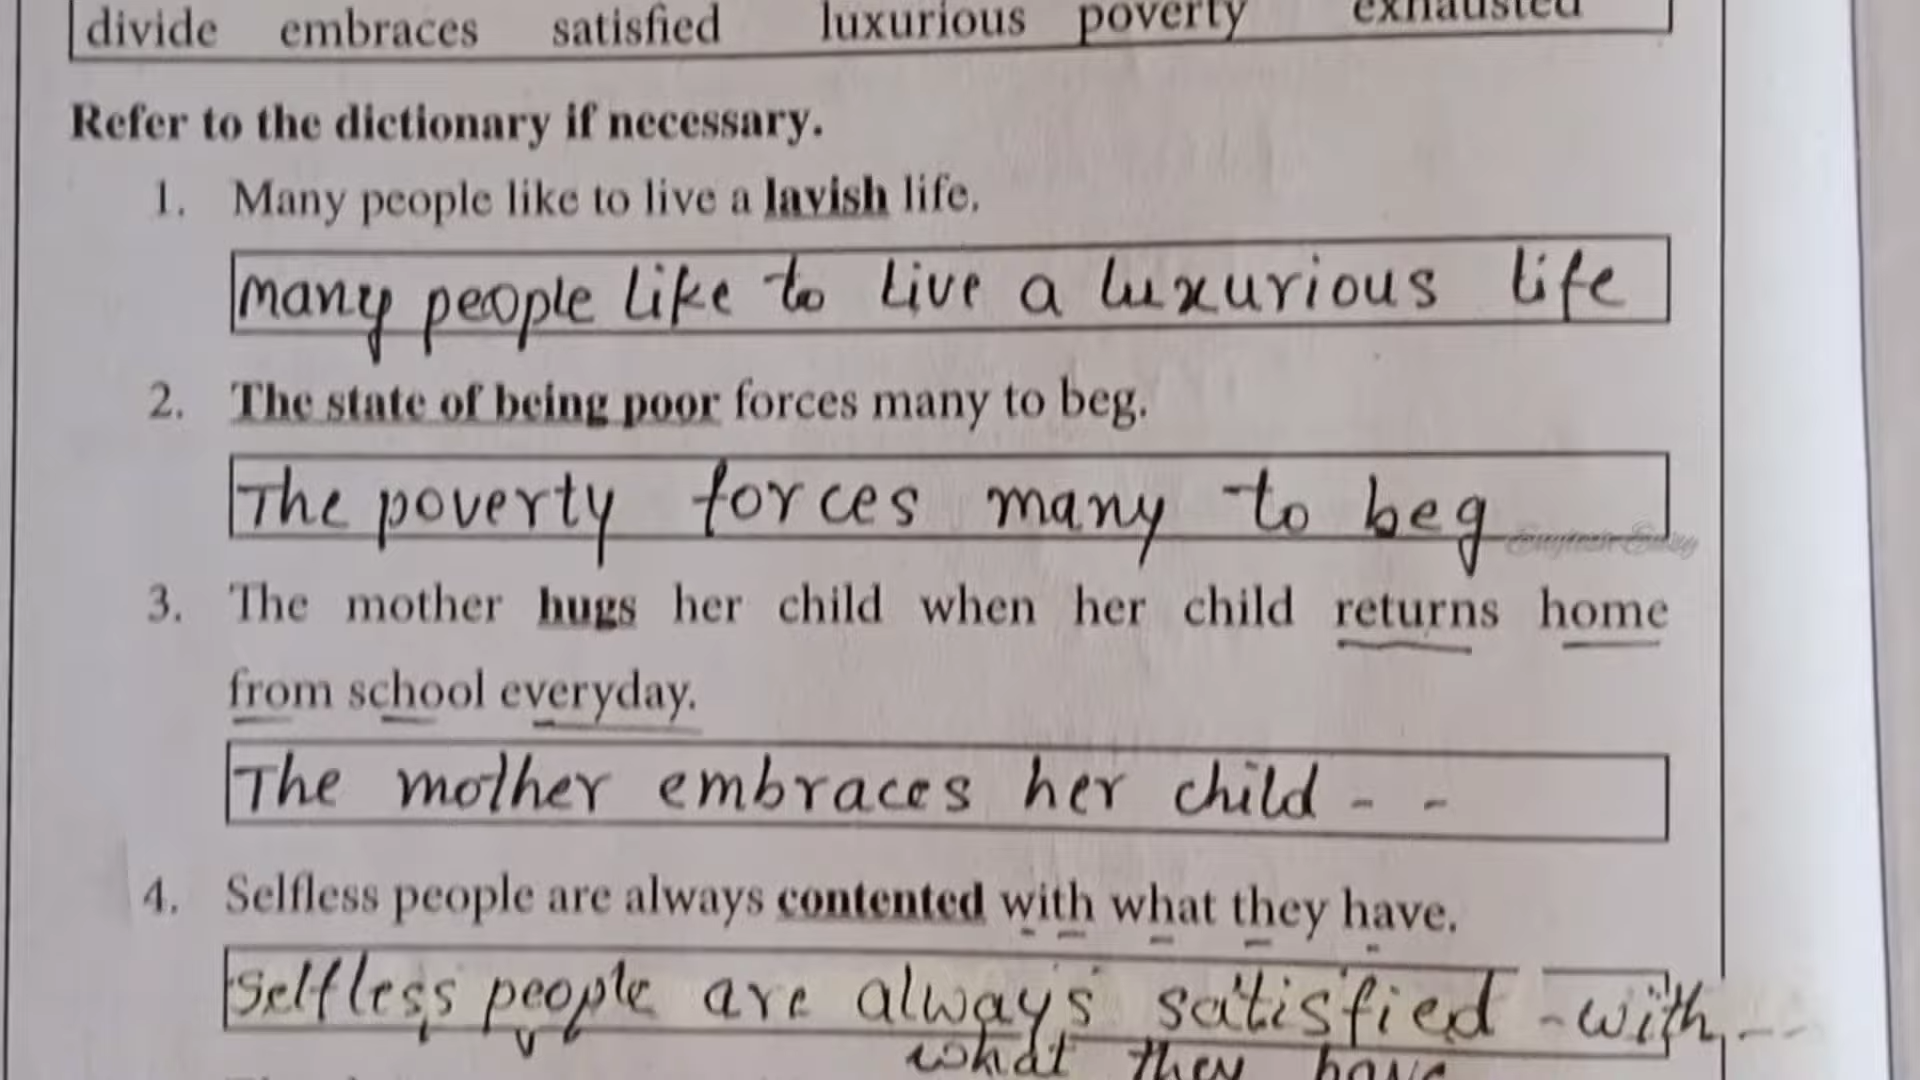 divide embraces satisfied luxurious poverty exhausted
Refer to the dictionary if necessary.
1. Many people like to live a lavish life.
many people like to live a luxurious life
2. The state of being poor forces many to beg.
The poverty forces many to beg
3. The mother hugs her child when her child returns home
from school everyday.
The mother embraces her child - -
4. Selfless people are always contented with what they have.
Selfless people are always satisfied - with - -
what they have